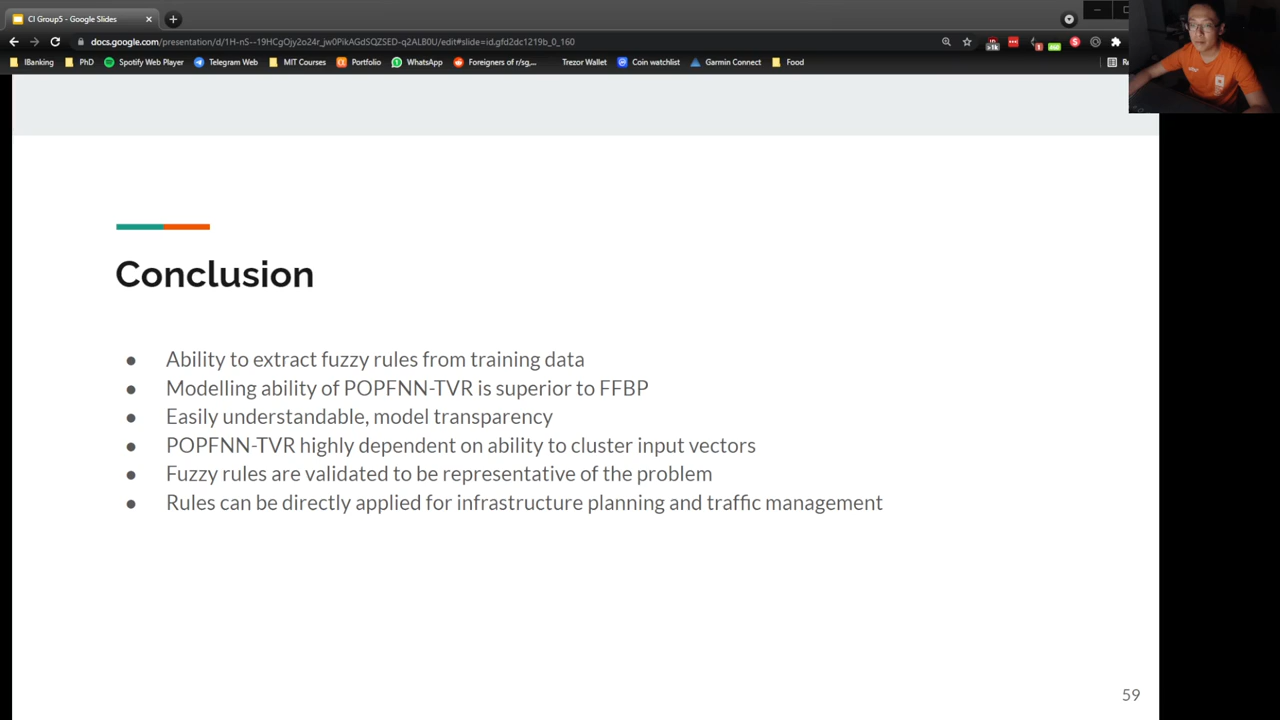 CI Group5 - Google Slides
docs.google.com/presentation/d/1H-nS--19HCgOjy2o24r_jw0PikAGdSQZSED-q2ALB0U/edit#slide=id.gfd2dc1219b_0_160
IBanking
PhD
Spotify Web Player
Telegram Web
MIT Courses
Portfolio
WhatsApp
Foreigners of r/sg,...
Trezor Wallet
Coin watchlist
Garmin Connect
Food
Conclusion
● Ability to extract fuzzy rules from training data
● Modelling ability of POPFNN-TVR is superior to FFBP
● Easily understandable, model transparency
● POPFNN-TVR highly dependent on ability to cluster input vectors
● Fuzzy rules are validated to be representative of the problem
● Rules can be directly applied for infrastructure planning and traffic management
59